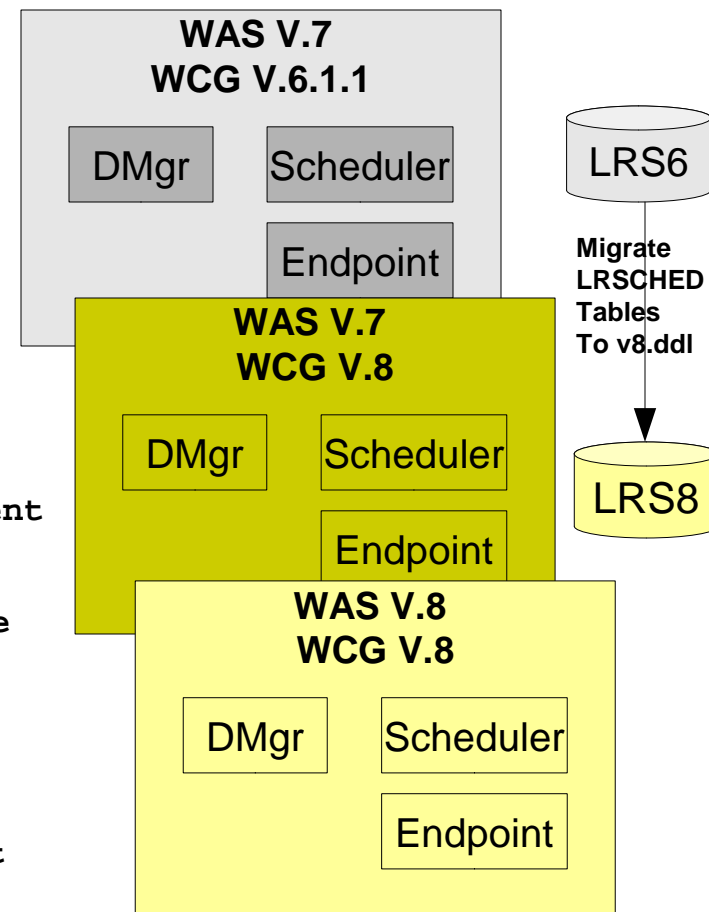 WAS V.7
WCG V.6.1.1
DMgr
Scheduler
Endpoint
LRS6
Migrate
LRSCHED
Tables
To v8.ddl
LRS8
WAS V.7
WCG V.8
DMgr
Scheduler
Endpoint
WAS V.8
WCG V.8
DMgr
Scheduler
Endpoint